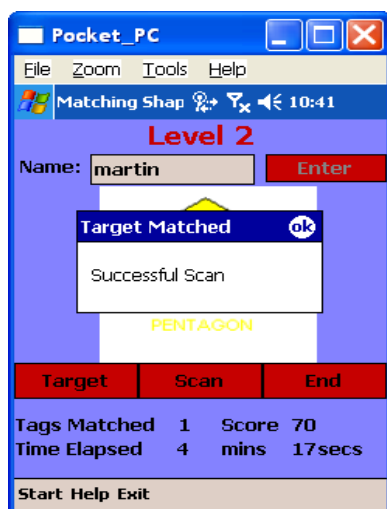 Pocket_PC
File Zoom Tools Help
Matching Shap 10:41
Level 2
Name: martin Enter
Target Matched ok
Successful Scan
PENTAGON
Target Scan End
Tags Matched 1 Score 70
Time Elapsed 4 mins 17secs
Start Help Exit